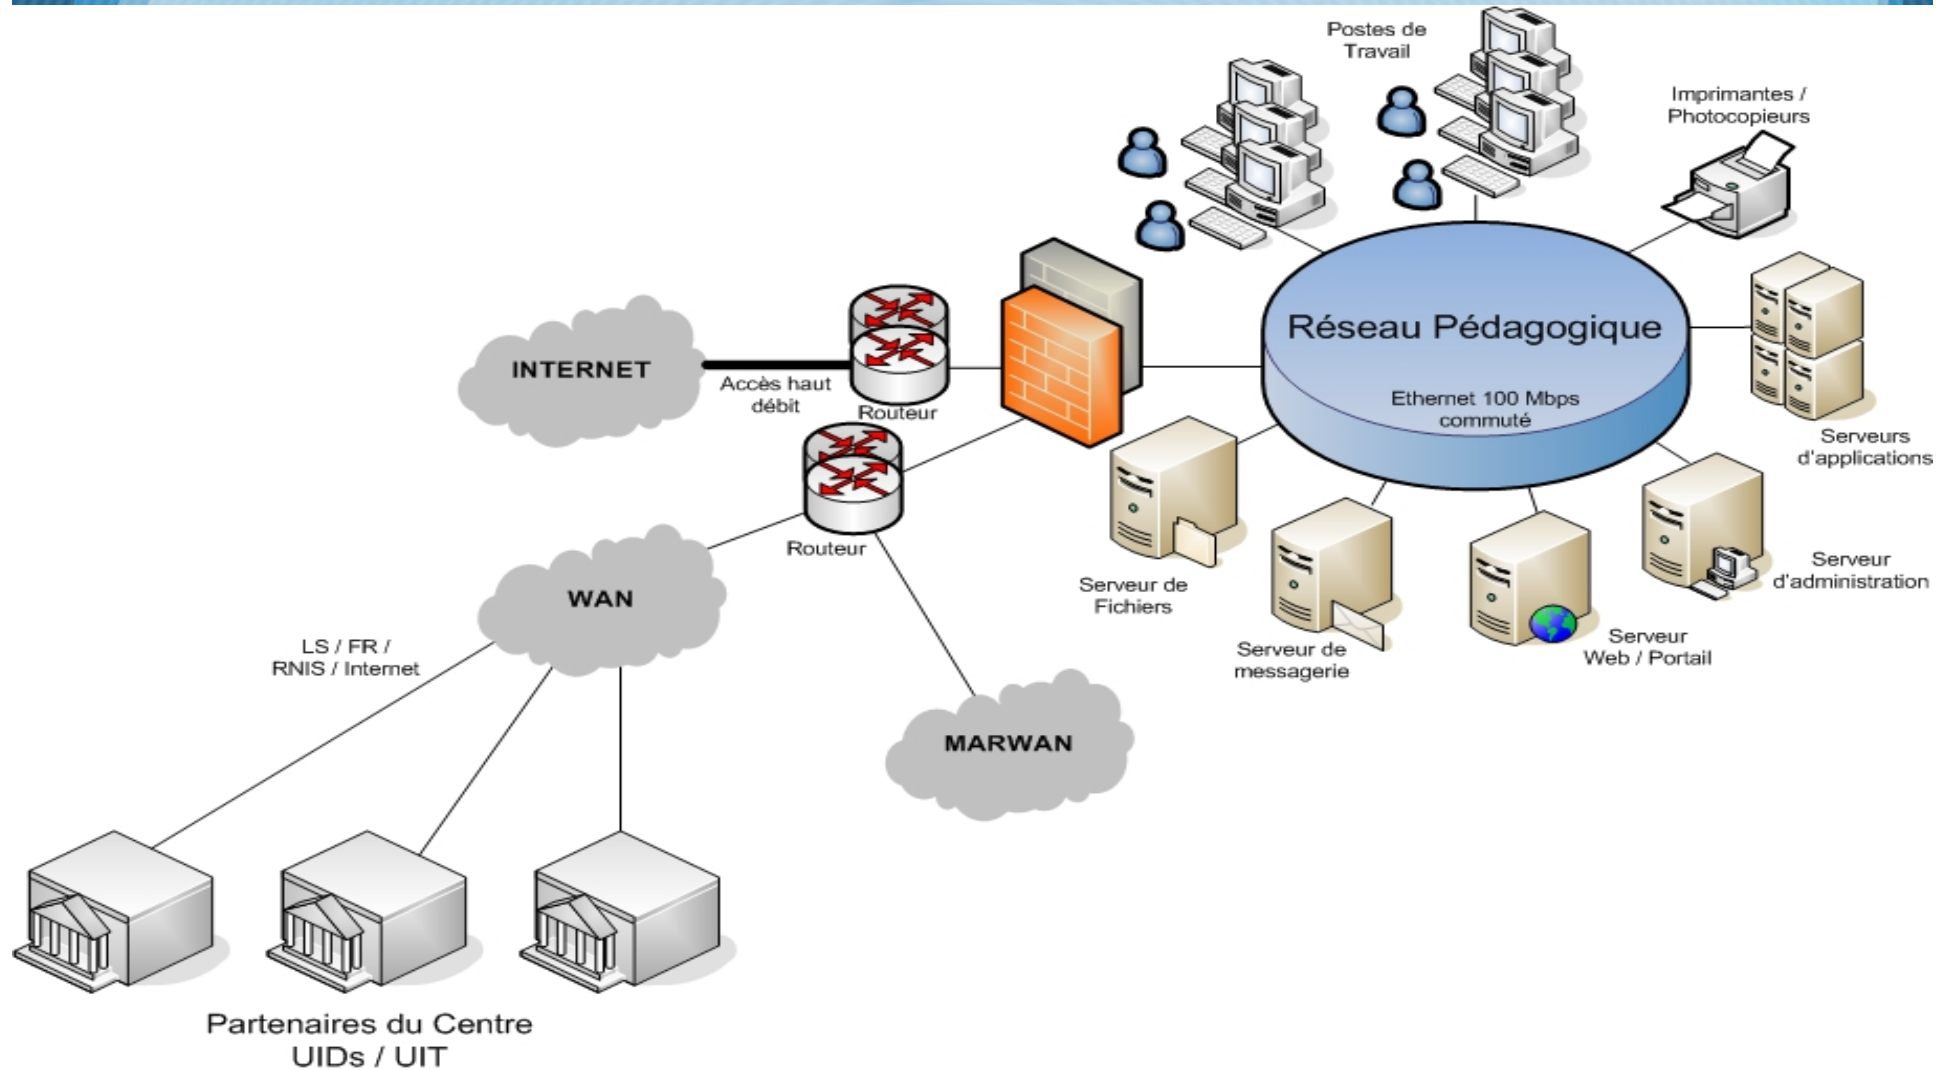 Postes de
Travail
Imprimantes /
Photocopieurs
Réseau Pédagogique
Ethernet 100 Mbps
commuté
INTERNET
Accès haut
débit
Routeur
Serveurs
d'applications
Routeur
Serveur de
Fichiers
Serveur
d'administration
Serveur de
messagerie
Serveur
Web / Portail
WAN
LS / FR /
RNIS / Internet
MARWAN
Partenaires du Centre
UIDs / UIT